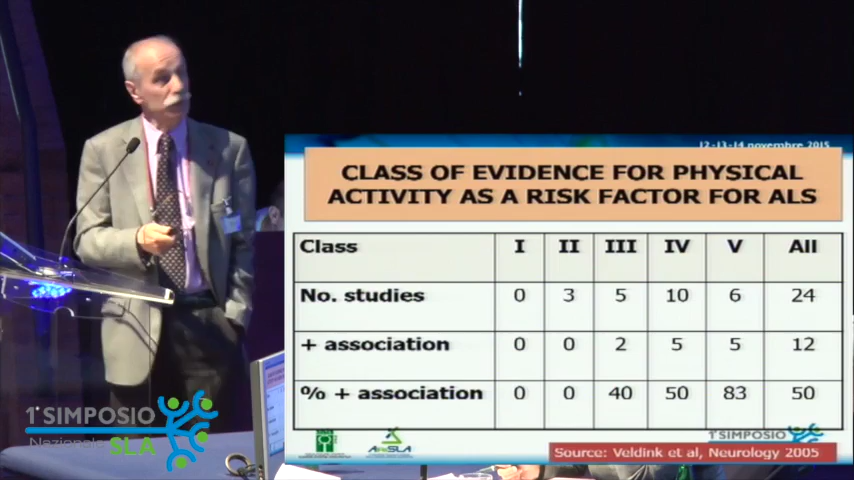 12-13-14 novembre 2015
CLASS OF EVIDENCE FOR PHYSICAL
ACTIVITY AS A RISK FACTOR FOR ALS
Class I II III IV V All
No. studies 0 3 5 10 6 24
+ association 0 0 2 5 5 12
% + association 0 0 40 50 83 50
1°SIMPOSIO
Source: Veldink et al, Neurology 2005
1°SIMPOSIO
Nazionale SLA